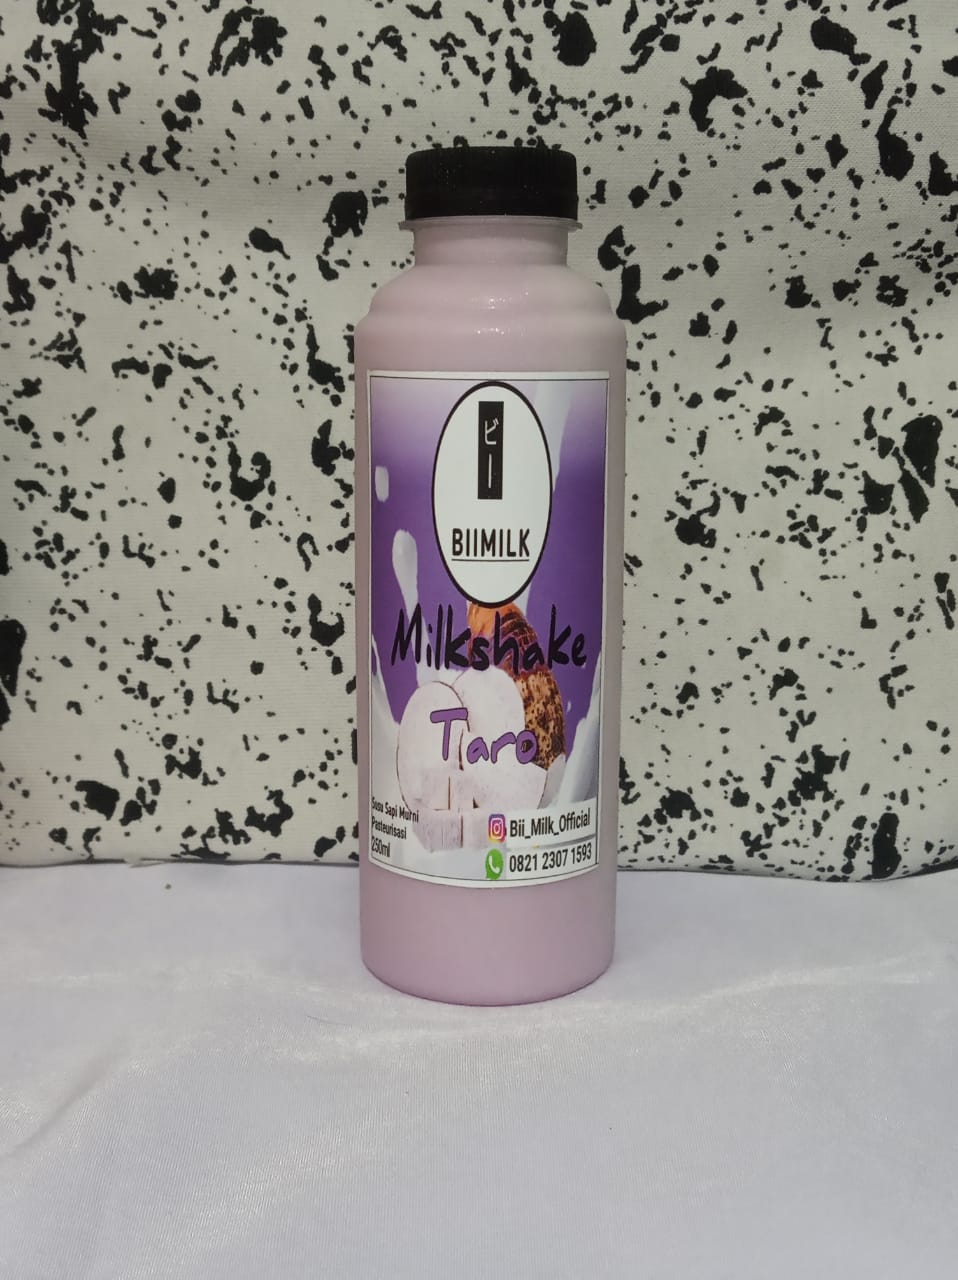 ビー
BIIMILK
Milkshake
Taro
Susu Sapi Murni
Pasteurisasi
250ml
Bii_Milk_Official
0821 2307 1593